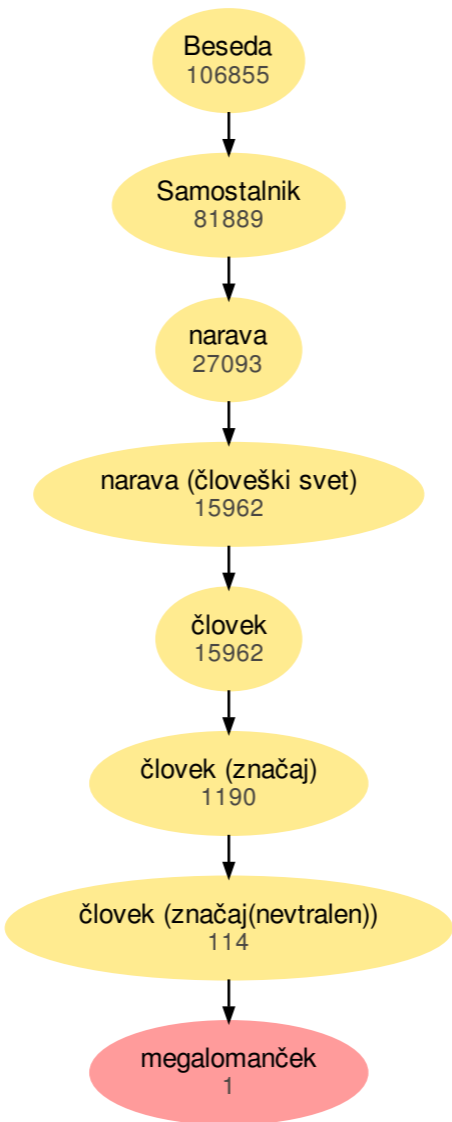 Beseda
106855
Samostalnik
81889
narava
27093
narava (človeški svet)
15962
človek
15962
človek (značaj)
1190
človek (značaj(nevtralen))
114
megalomanček
1